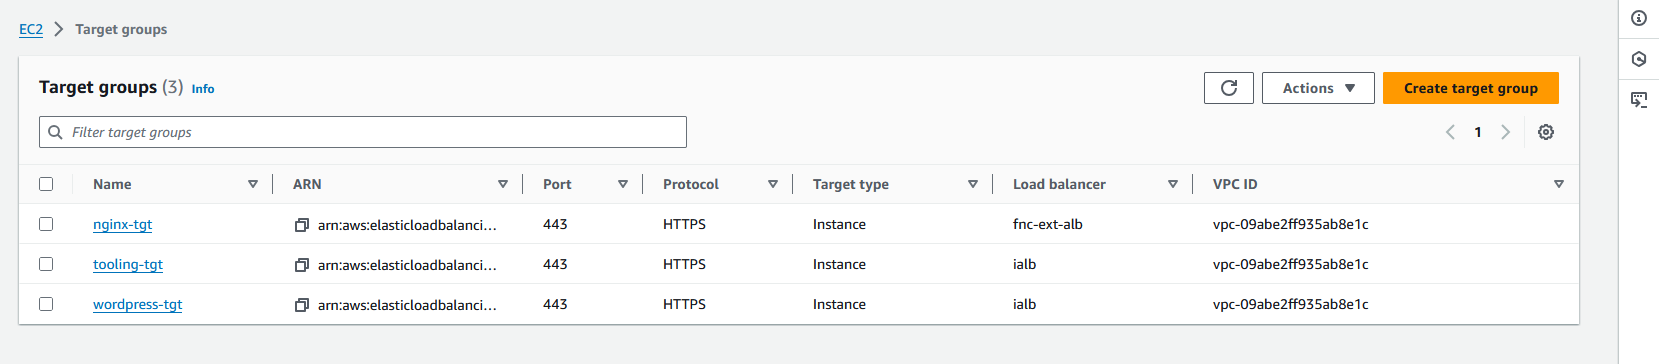 EC2 > Target groups
Target groups (3) Info
Actions
Create target group
Filter target groups
1
Name ARN Port Protocol Target type Load balancer VPC ID
nginx-tgt arn:aws:elasticloadbalanci... 443 HTTPS Instance fnc-ext-alb vpc-09abe2ff935ab8e1c
tooling-tgt arn:aws:elasticloadbalanci... 443 HTTPS Instance ialb vpc-09abe2ff935ab8e1c
wordpress-tgt arn:aws:elasticloadbalanci... 443 HTTPS Instance ialb vpc-09abe2ff935ab8e1c